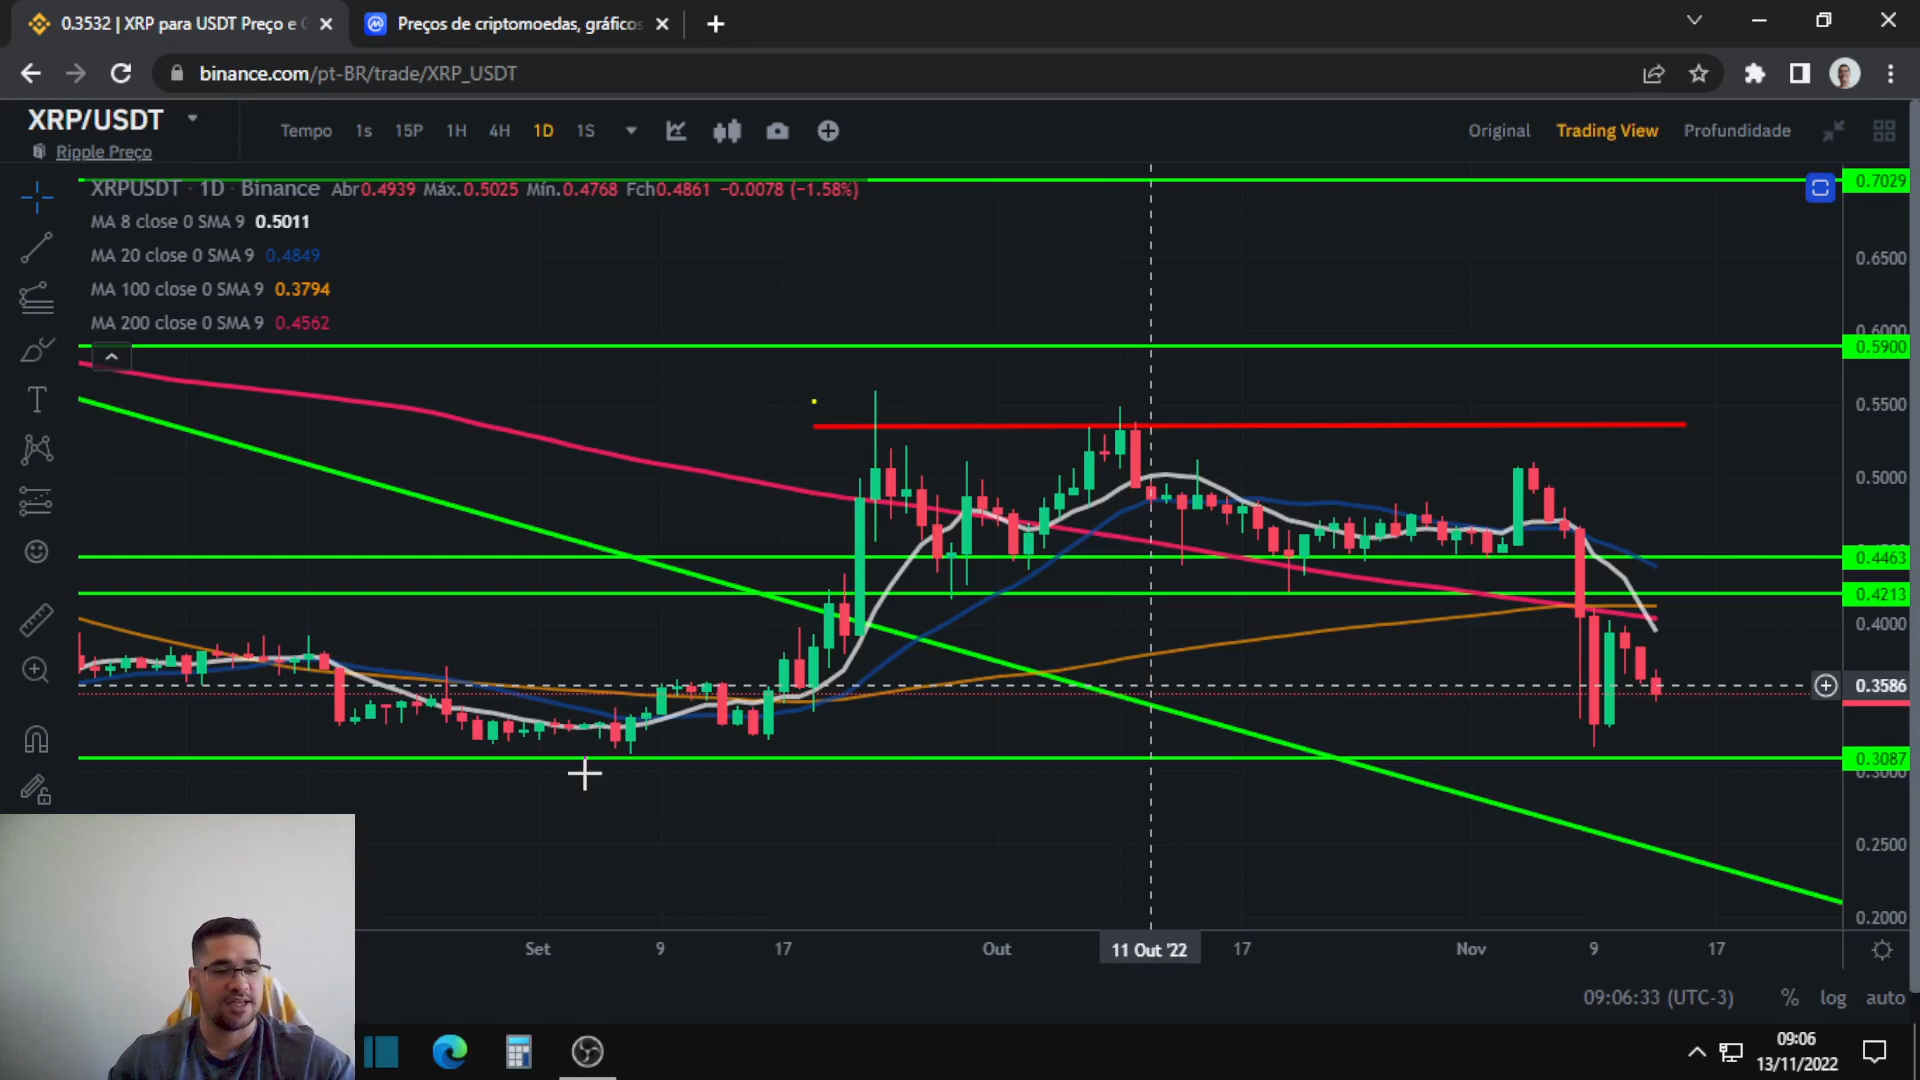 0.3532 | XRP para USDT Preço e
Preços de criptomoedas, gráficos
binance.com/pt-BR/trade/XRP_USDT
XRP/USDT
Ripple Preço
Tempo 1s 15P 1H 4H 1D 1S
Original Trading View Profundidade
XRPUSDT · 1D · Binance Abr0.4939 Máx.0.5025 Mín.0.4768 Fch0.4861 −0.0078 (−1.58%)
MA 8 close 0 SMA 9 0.5011
MA 20 close 0 SMA 9 0.4849
MA 100 close 0 SMA 9 0.3794
MA 200 close 0 SMA 9 0.4562
0.7029
0.6500
0.6000
0.5900
0.5500
0.5000
0.4463
0.4213
0.4000
0.3586
0.3087
0.3000
0.2500
0.2000
Set 9 17 Out 11 Out '22 17 Nov 9 17
09:06:33 (UTC-3) % log auto
09:06
13/11/2022